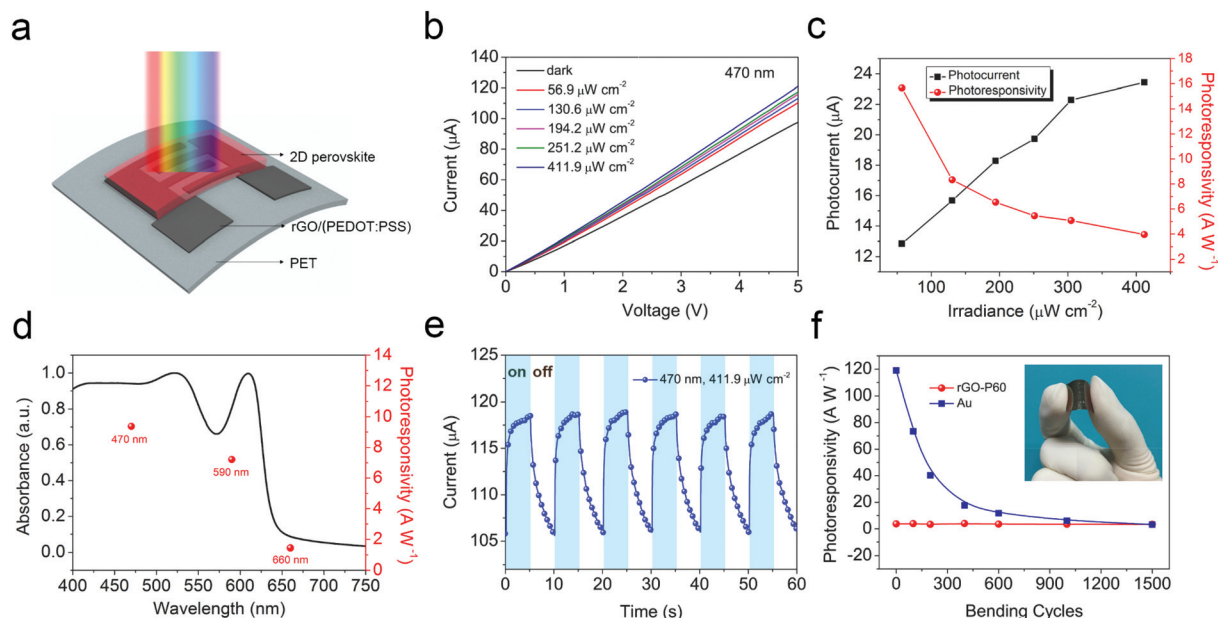 a
2D perovskite
rGO/(PEDOT:PSS)
PET
b
140
120
100
80
60
40
20
0
Current (µA)
dark
56.9 µW cm⁻²
130.6 µW cm⁻²
194.2 µW cm⁻²
251.2 µW cm⁻²
411.9 µW cm⁻²
470 nm
0 1 2 3 4 5
Voltage (V)
c
24
22
20
18
16
14
12
Photocurrent (µA)
Photocurrent
Photoresponsivity
18
16
14
12
10
8
6
4
2
Photoresponsivity (A W⁻¹)
100 200 300 400
Irradiance (µW cm⁻²)
d
1.0
0.8
0.6
0.4
0.2
0.0
Absorbance (a.u.)
470 nm
590 nm
660 nm
14
12
10
8
6
4
2
0
Photoresponsivity (A W⁻¹)
400 450 500 550 600 650 700 750
Wavelength (nm)
e
125
120
115
110
105
100
Current (µA)
on off
470 nm, 411.9 µW cm⁻²
0 10 20 30 40 50 60
Time (s)
f
120
100
80
60
40
20
0
-20
Photoresponsivity (A W⁻¹)
rGO-P60
Au
0 300 600 900 1200 1500
Bending Cycles